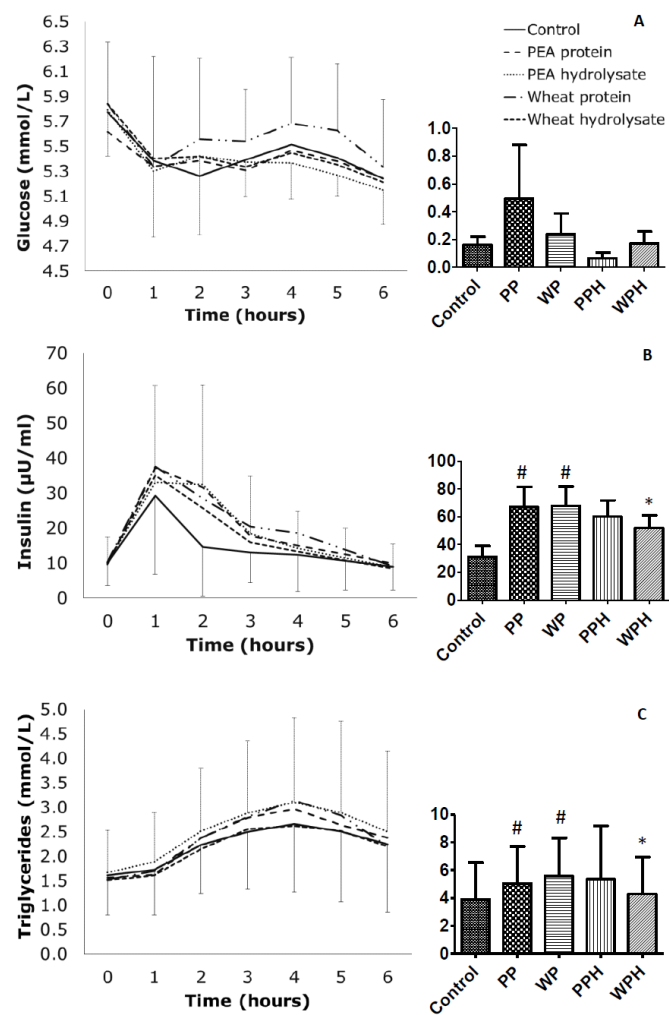 A
Control
PEA protein
PEA hydrolysate
Wheat protein
Wheat hydrolysate
Glucose (mmol/L)
6.5
6.3
6.1
5.9
5.7
5.5
5.3
5.1
4.9
4.7
4.5
0 1 2 3 4 5 6
Time (hours)
1.0
0.8
0.6
0.4
0.2
0.0
Control PP WP PPH WPH
B
Insulin (µU/ml)
70
60
50
40
30
20
10
0
0 1 2 3 4 5 6
Time (hours)
100
80
60
40
20
0
# # *
Control PP WP PPH WPH
C
Triglycerides (mmol/L)
5.0
4.5
4.0
3.5
3.0
2.5
2.0
1.5
1.0
0.5
0.0
0 1 2 3 4 5 6
Time (hours)
10
8
6
4
2
0
# # *
Control PP WP PPH WPH